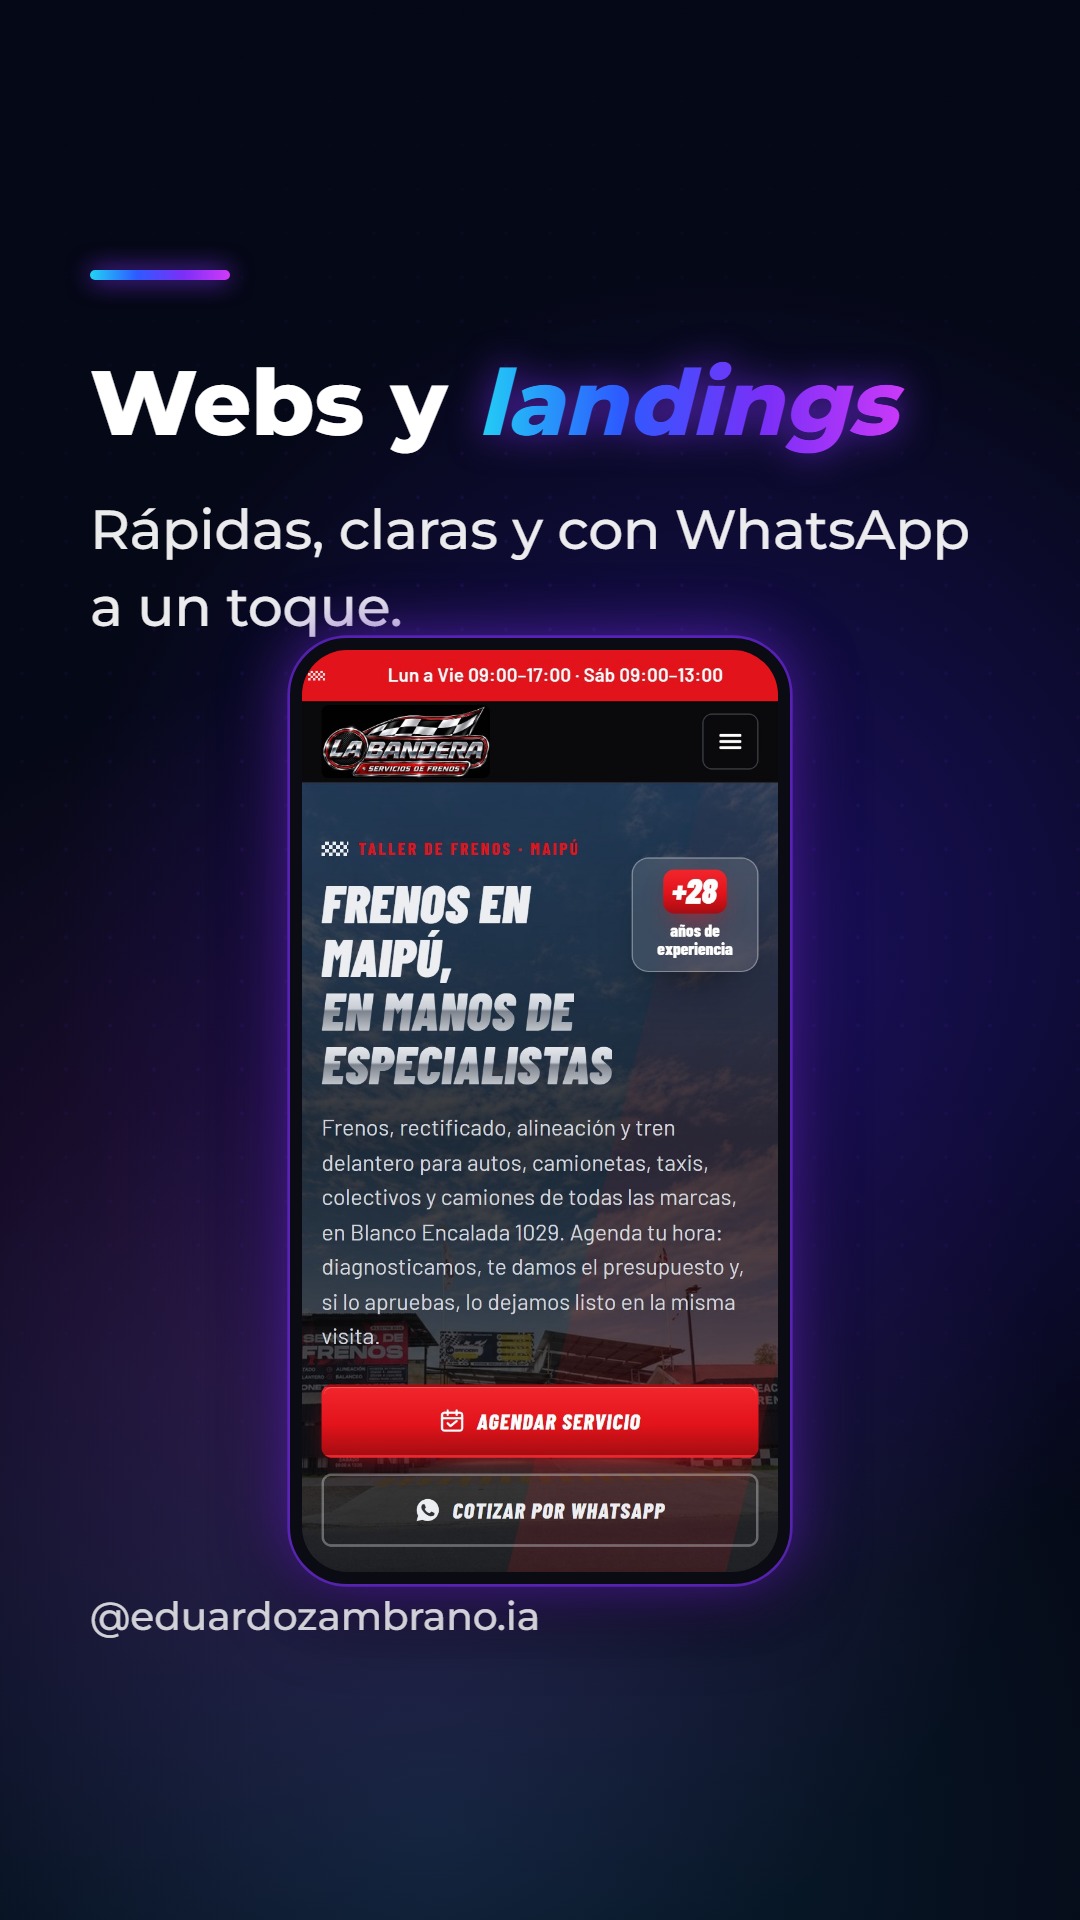 Webs y landings
Rápidas, claras y con WhatsApp
a un toque.
Lun a Vie 09:00–17:00 · Sáb 09:00–13:00
LA BANDERA
SERVICIOS DE FRENOS
TALLER DE FRENOS · MAIPÚ
FRENOS EN
MAIPÚ,
EN MANOS DE
ESPECIALISTAS
+28
años de
experiencia
Frenos, rectificado, alineación y tren
delantero para autos, camionetas, taxis,
colectivos y camiones de todas las marcas,
en Blanco Encalada 1029. Agenda tu hora:
diagnosticamos, te damos el presupuesto y,
si lo apruebas, lo dejamos listo en la misma
visita.
FRENOS
AGENDAR SERVICIO
COTIZAR POR WHATSAPP
@eduardozambrano.ia